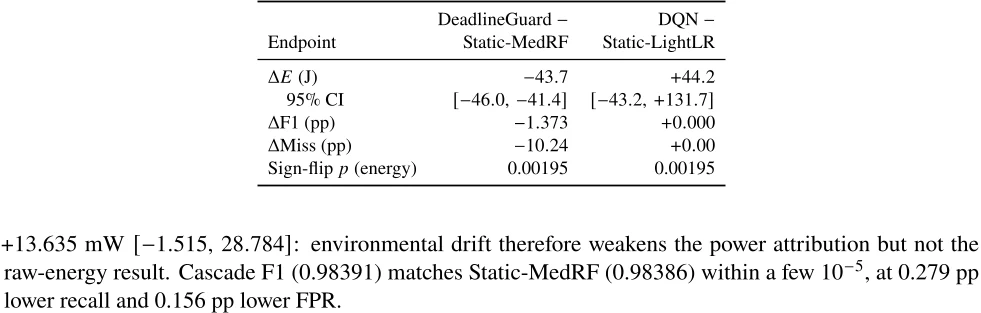 Endpoint DeadlineGuard − Static-MedRF DQN − Static-LightLR
ΔE (J) −43.7 +44.2
95% CI [−46.0, −41.4] [−43.2, +131.7]
ΔF1 (pp) −1.373 +0.000
ΔMiss (pp) −10.24 +0.00
Sign-flip p (energy) 0.00195 0.00195
+13.635 mW [−1.515, 28.784]: environmental drift therefore weakens the power attribution but not the
raw-energy result. Cascade F1 (0.98391) matches Static-MedRF (0.98386) within a few 10⁻⁵, at 0.279 pp
lower recall and 0.156 pp lower FPR.